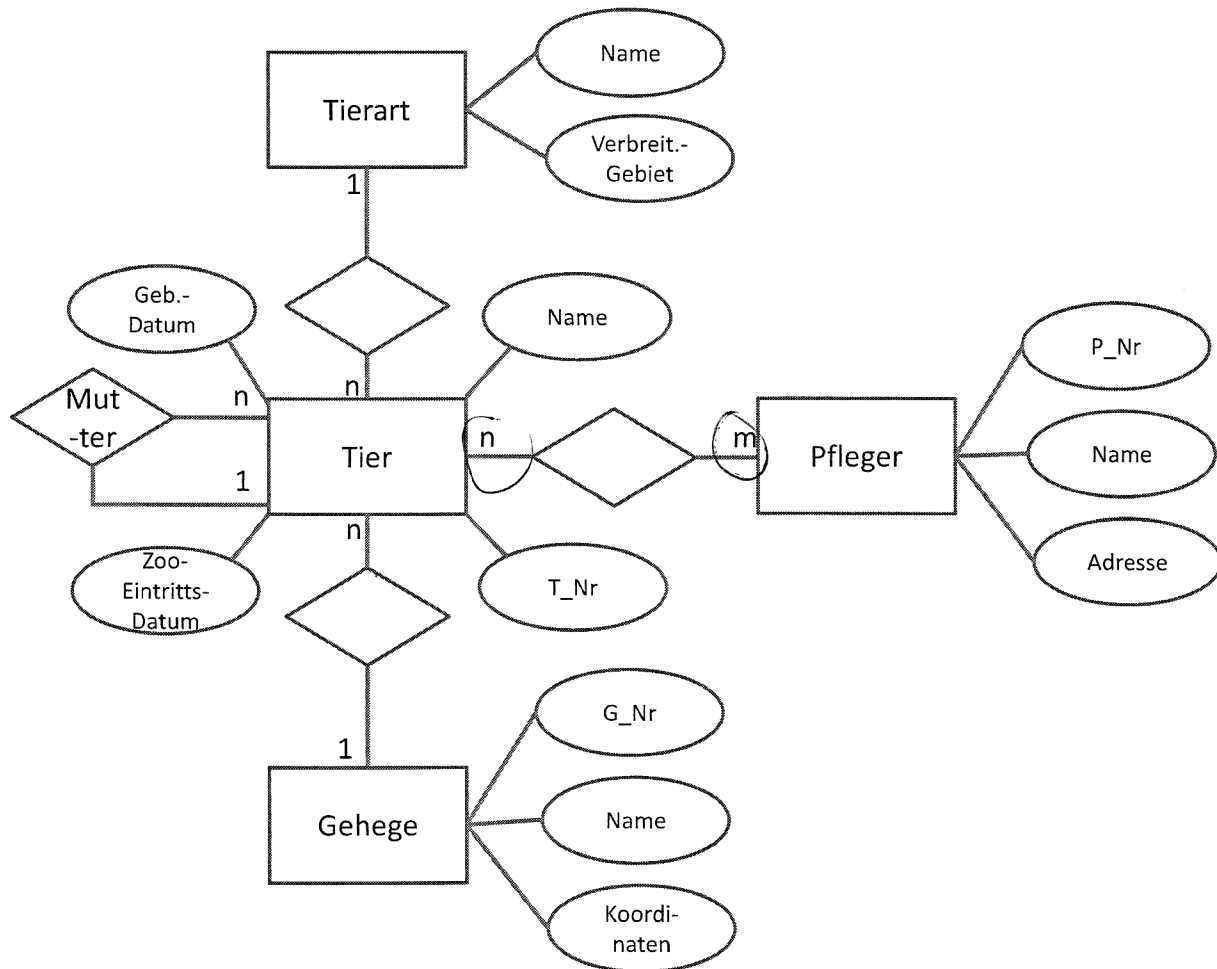 Name
Tierart
Verbreit.-
Gebiet
1
Geb.-
Datum
Name
P_Nr
n
Mut
-ter
n
n
m
Tier
Pfleger
Name
1
n
Zoo-
Eintritts-
Datum
T_Nr
Adresse
G_Nr
1
Gehege
Name
Koordi-
naten